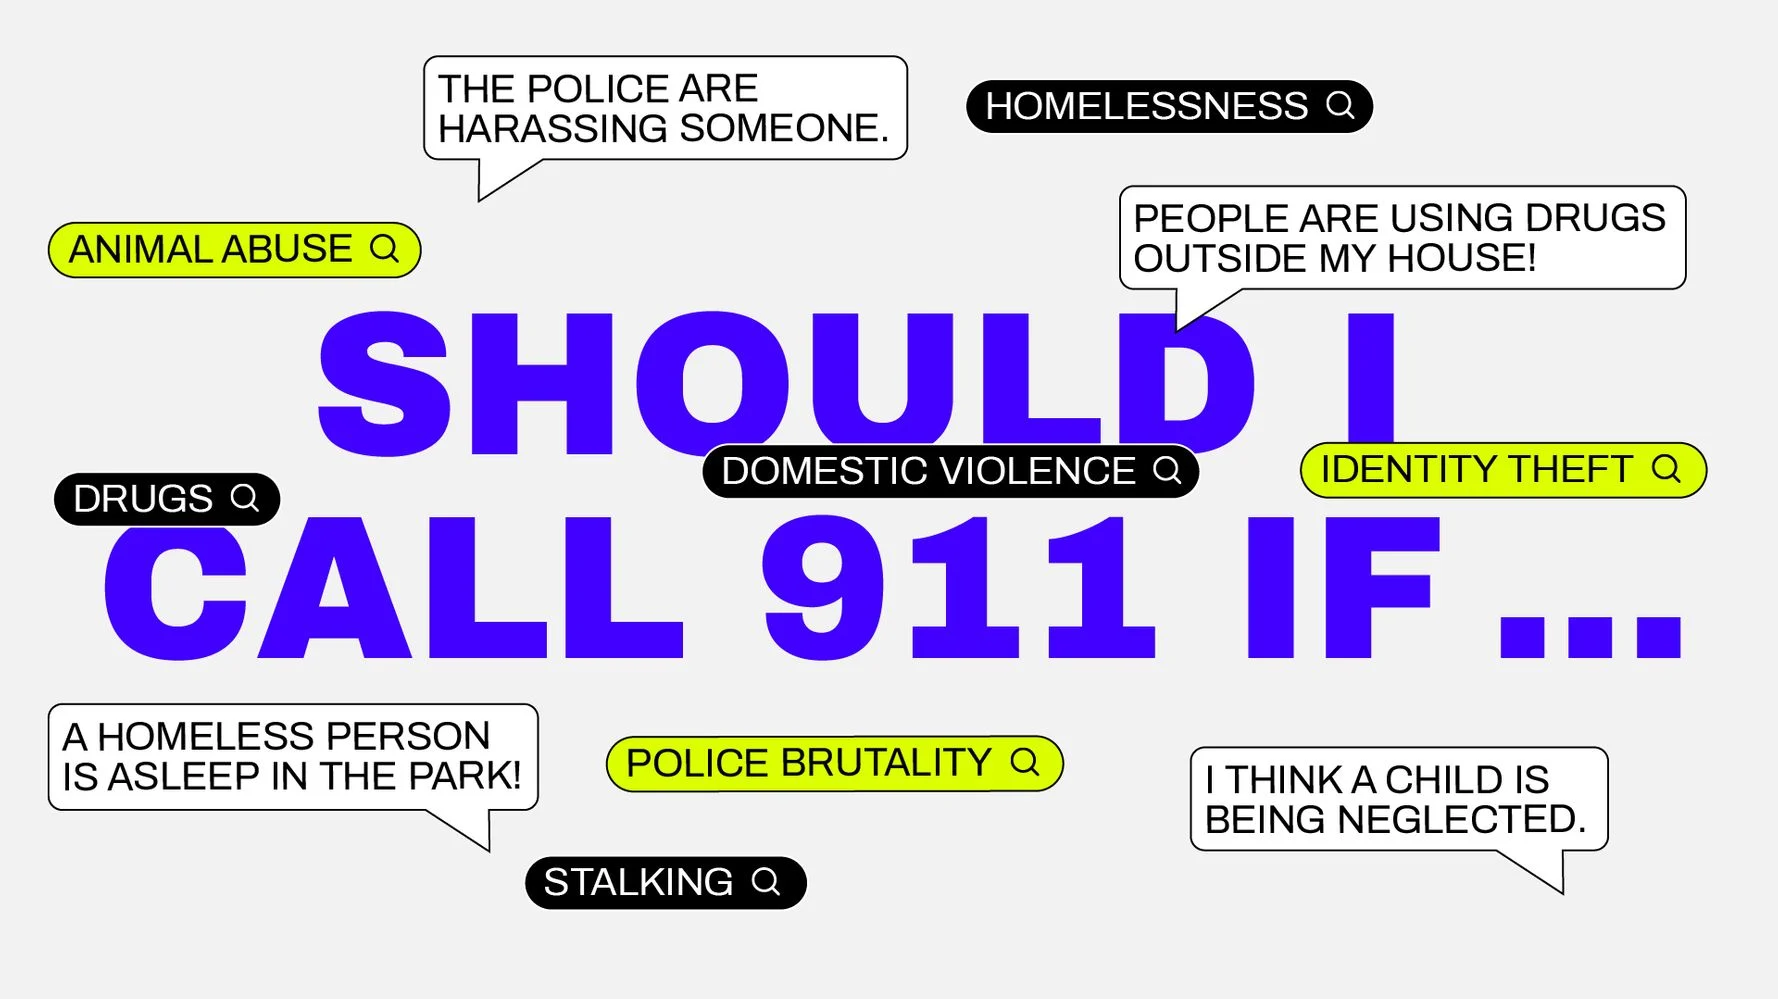 THE POLICE ARE
HARASSING SOMEONE.
HOMELESSNESS
PEOPLE ARE USING DRUGS
OUTSIDE MY HOUSE!
ANIMAL ABUSE
SHOULD I
DOMESTIC VIOLENCE
IDENTITY THEFT
DRUGS
CALL 911 IF...
A HOMELESS PERSON
IS ASLEEP IN THE PARK!
POLICE BRUTALITY
I THINK A CHILD IS
BEING NEGLECTED.
STALKING